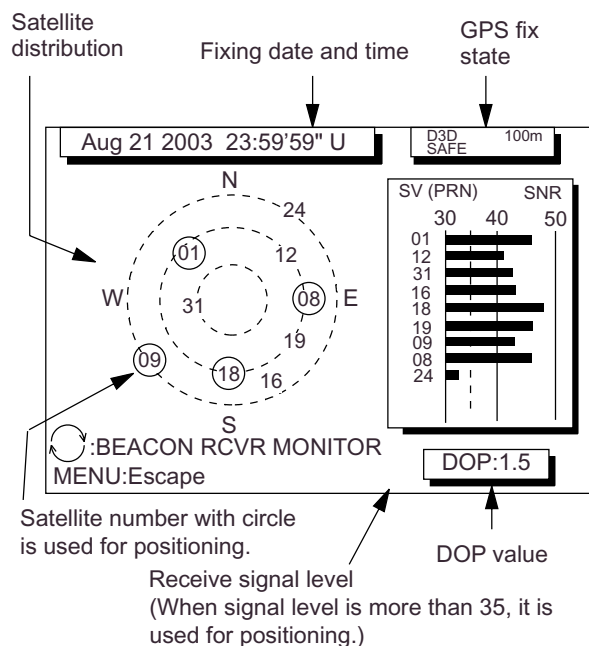 Satellite
distribution
Fixing date and time
GPS fix
state
Aug 21 2003 23:59'59" U
D3D 100m
SAFE
N
24
01
12
W
31
08
E
19
09
18
16
S
SV (PRN) SNR
30 40 50
01
12
31
16
18
19
09
08
24
:BEACON RCVR MONITOR
MENU:Escape
DOP:1.5
Satellite number with circle
is used for positioning.
DOP value
Receive signal level
(When signal level is more than 35, it is
used for positioning.)